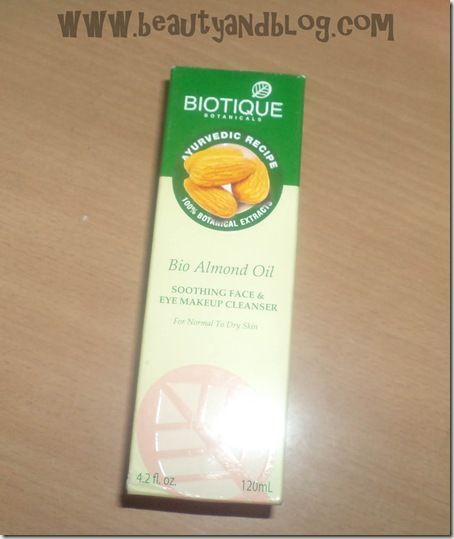 www.beautyandblog.com
BIOTIQUE
BOTANICALS
AYURVEDIC RECIPE
100% BOTANICAL EXTRACTS
Bio Almond Oil
SOOTHING FACE &
EYE MAKEUP CLEANSER
For Normal To Dry Skin
4.2 fl. oz. 120mL